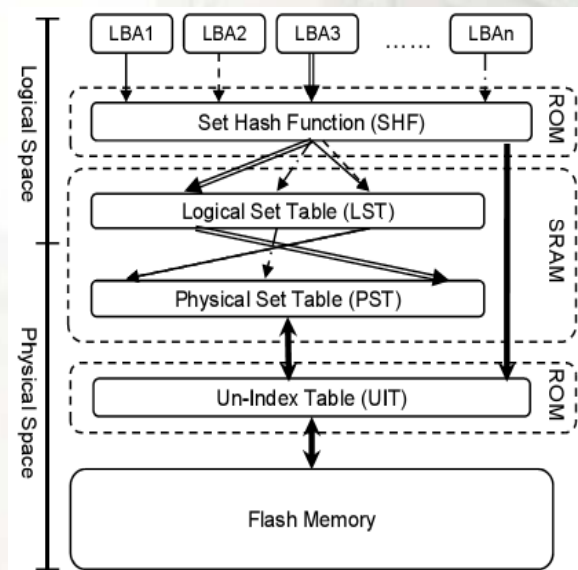 LBA1 LBA2 LBA3 ...... LBAn
Logical Space
ROM
Set Hash Function (SHF)
SRAM
Logical Set Table (LST)
Physical Set Table (PST)
Physical Space
ROM
Un-Index Table (UIT)
Flash Memory